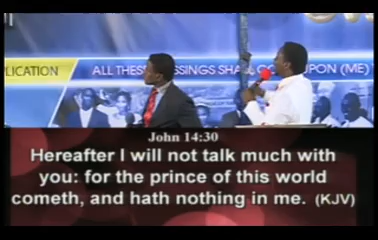 PLICATION
ALL THESE BLESSINGS SHALL COME UPON (ME)
John 14:30
Hereafter I will not talk much with
you: for the prince of this world
cometh, and hath nothing in me. (KJV)